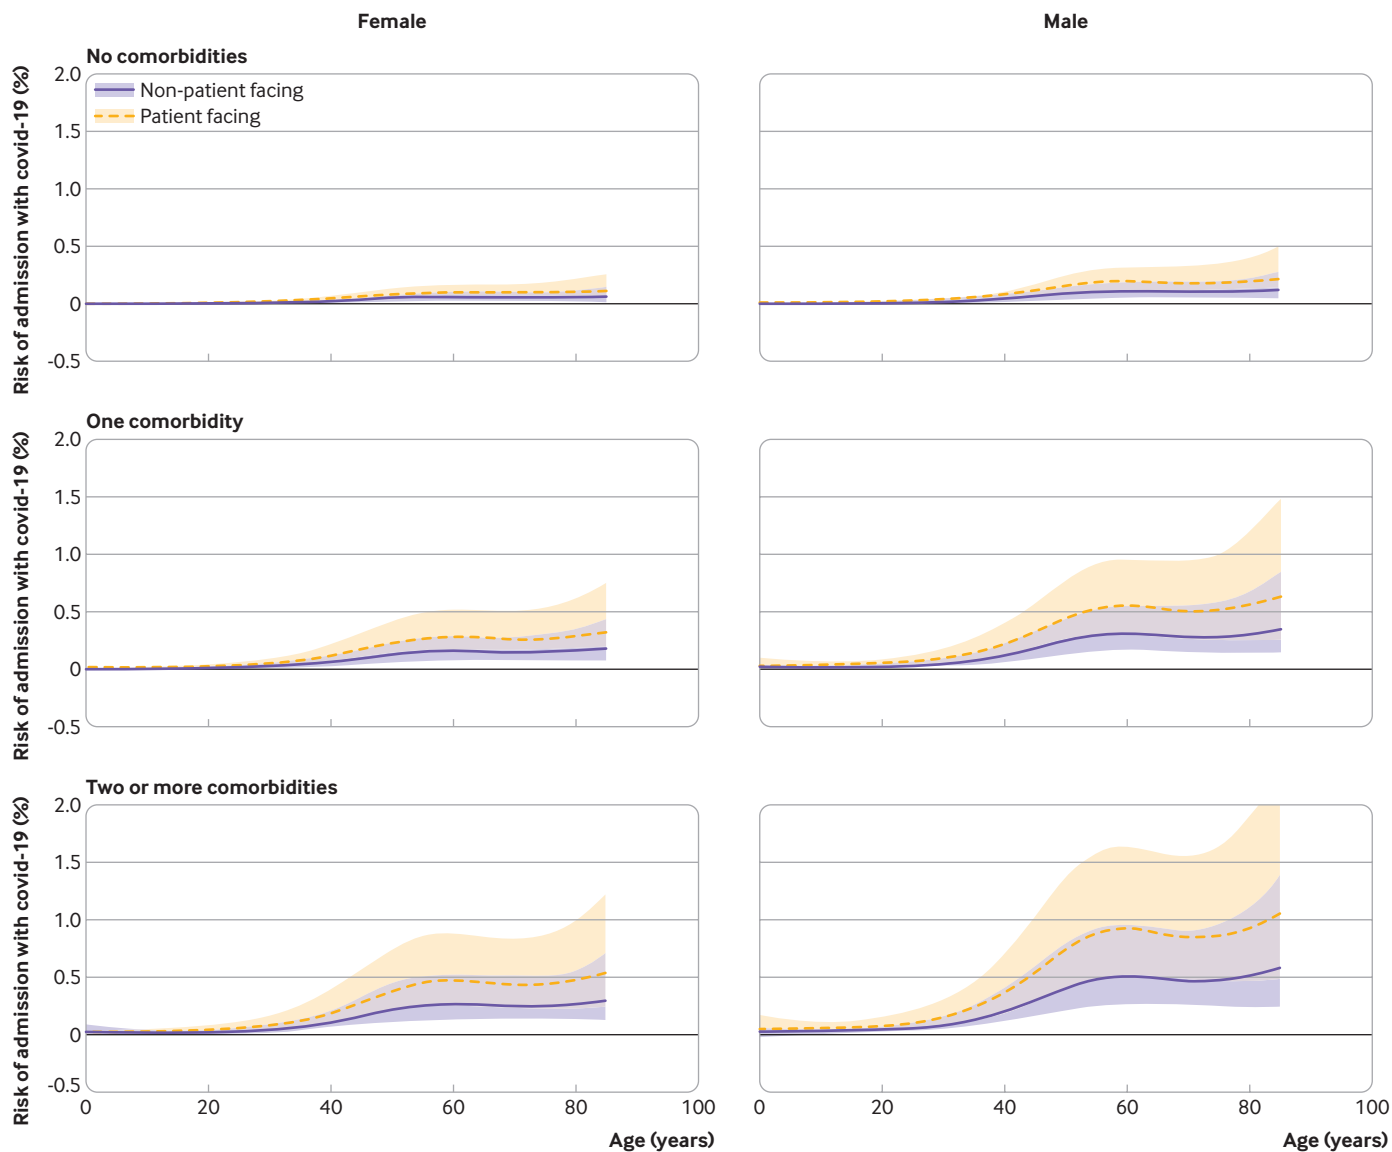 Female
Male
No comorbidities
Risk of admission with covid-19 (%)
2.0
1.5
1.0
0.5
0
-0.5
Non-patient facing
Patient facing
One comorbidity
Risk of admission with covid-19 (%)
2.0
1.5
1.0
0.5
0
-0.5
Two or more comorbidities
Risk of admission with covid-19 (%)
2.0
1.5
1.0
0.5
0
-0.5
0 20 40 60 80 100
0 20 40 60 80 100
Age (years)
Age (years)